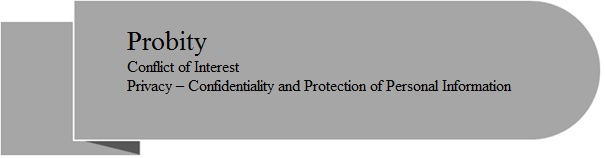 Probity
Conflict of Interest
Privacy – Confidentiality and Protection of Personal Information